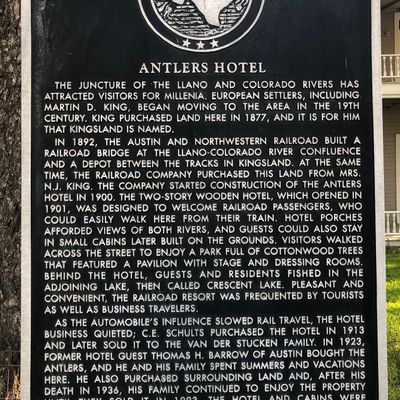 ANTLERS HOTEL
THE JUNCTURE OF THE LLANO AND COLORADO RIVERS HAS
ATTRACTED VISITORS FOR MILLENIA. EUROPEAN SETTLERS, INCLUDING
MARTIN D. KING, BEGAN MOVING TO THE AREA IN THE 19TH
CENTURY. KING PURCHASED LAND HERE IN 1877, AND IT IS FOR HIM
THAT KINGSLAND IS NAMED.
IN 1892, THE AUSTIN AND NORTHWESTERN RAILROAD BUILT A
RAILROAD BRIDGE AT THE LLANO-COLORADO RIVER CONFLUENCE
AND A DEPOT BETWEEN THE TRACKS IN KINGSLAND. AT THE SAME
TIME, THE RAILROAD COMPANY PURCHASED THIS LAND FROM MRS.
N.J. KING. THE COMPANY STARTED CONSTRUCTION OF THE ANTLERS
HOTEL IN 1900. THE TWO-STORY WOODEN HOTEL, WHICH OPENED IN
1901, WAS DESIGNED TO WELCOME RAILROAD PASSENGERS, WHO
COULD EASILY WALK HERE FROM THEIR TRAIN. HOTEL PORCHES
AFFORDED VIEWS OF BOTH RIVERS, AND GUESTS COULD ALSO STAY
IN SMALL CABINS LATER BUILT ON THE GROUNDS. VISITORS WALKED
ACROSS THE STREET TO ENJOY A PARK FULL OF COTTONWOOD TREES
THAT FEATURED A PAVILION WITH STAGE AND DRESSING ROOMS.
BEHIND THE HOTEL, GUESTS AND RESIDENTS FISHED IN THE
ADJOINING LAKE, THEN CALLED CRESCENT LAKE. PLEASANT AND
CONVENIENT, THE RAILROAD RESORT WAS FREQUENTED BY TOURISTS
AS WELL AS BUSINESS TRAVELERS.
AS THE AUTOMOBILE'S INFLUENCE SLOWED RAIL TRAVEL, THE HOTEL
BUSINESS QUIETED; C.E. SCHULTS PURCHASED THE HOTEL IN 1913
AND LATER SOLD IT TO THE VAN DER STUCKEN FAMILY. IN 1923,
FORMER HOTEL GUEST THOMAS H. BARROW OF AUSTIN BOUGHT THE
ANTLERS, AND HE AND HIS FAMILY SPENT SUMMERS AND VACATIONS
HERE. HE ALSO PURCHASED SURROUNDING LAND AND, AFTER HIS
DEATH IN 1936, HIS FAMILY CONTINUED TO ENJOY THE PROPERTY
UNTIL THEY SOLD IT IN 1993. THE HOTEL AND CABINS WERE